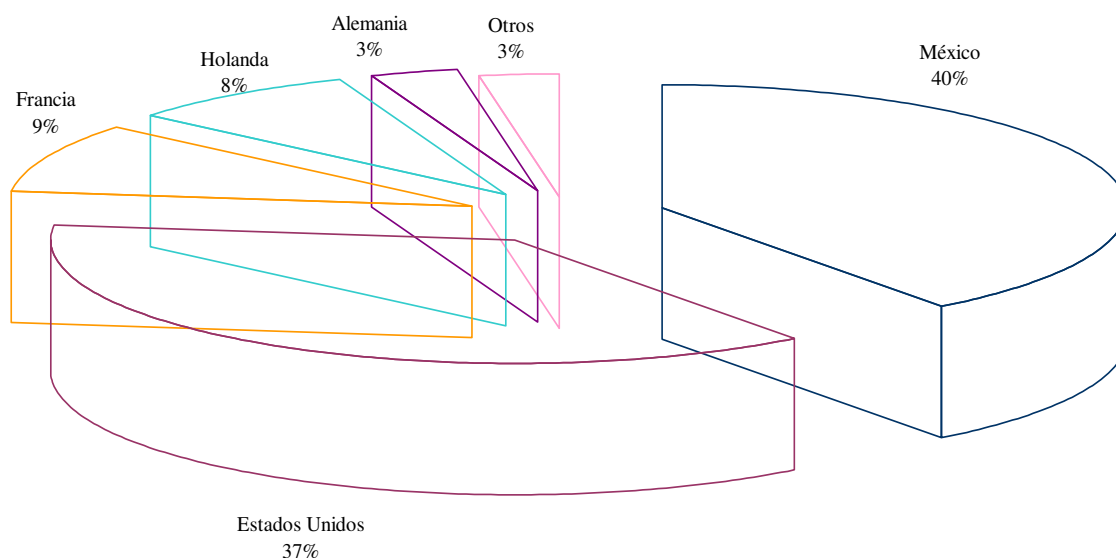 Alemania
3%
Otros
3%
Holanda
8%
México
40%
Francia
9%
Estados Unidos
37%